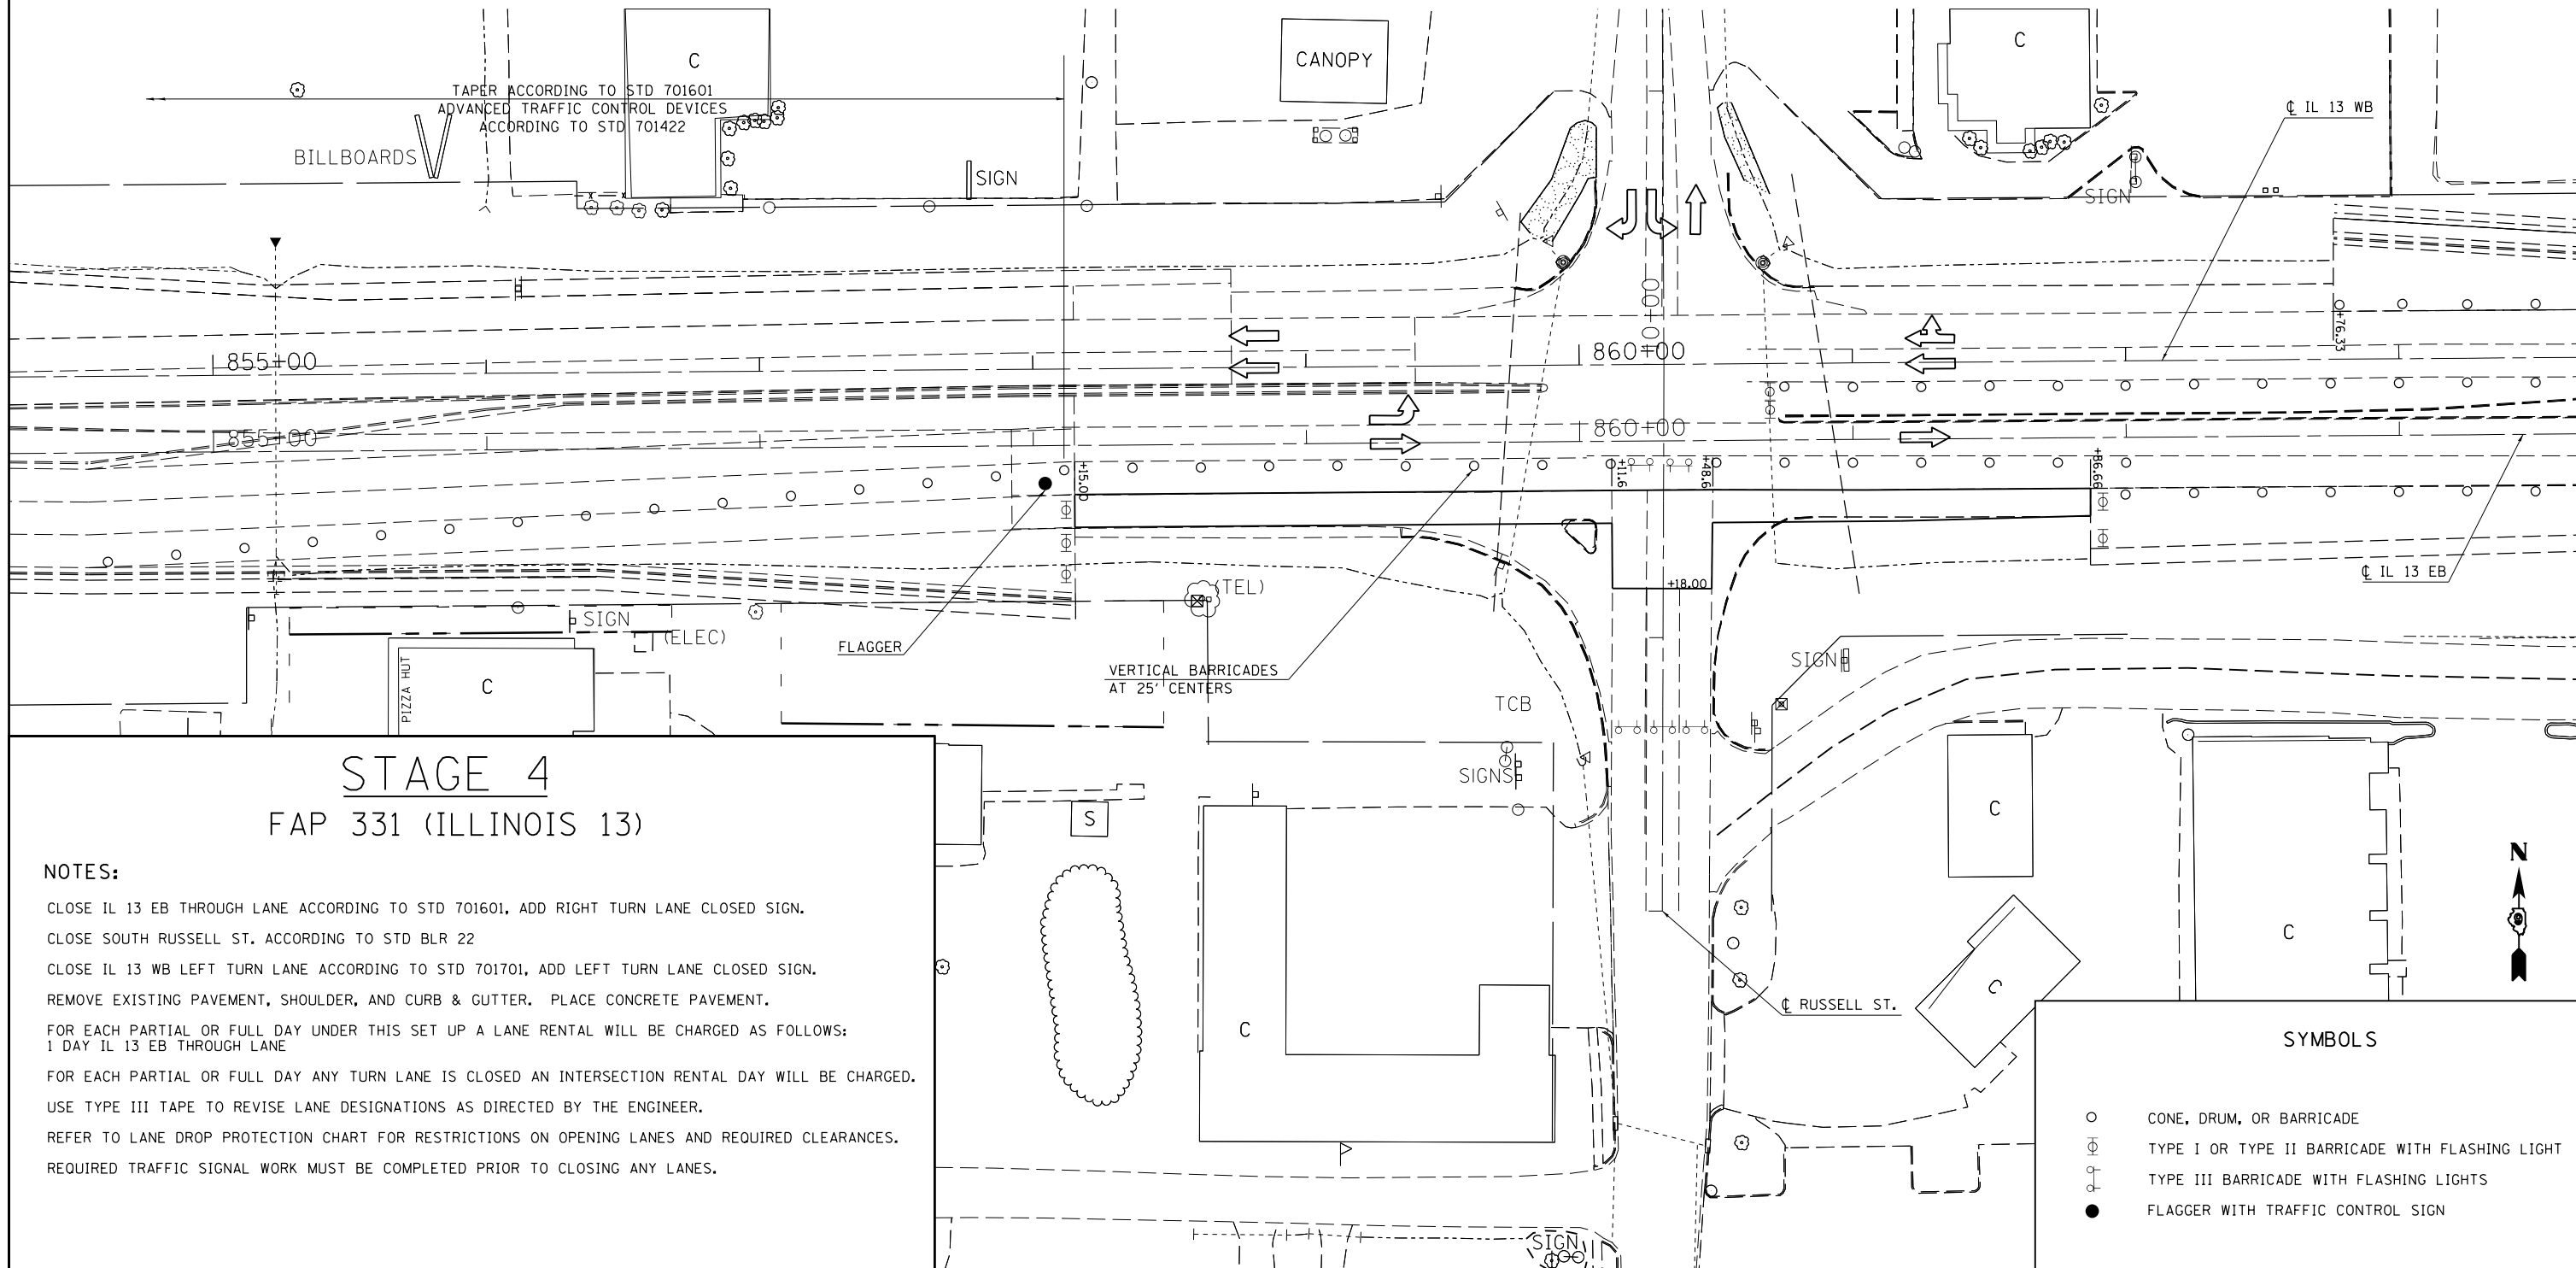 C
CANOPY
C
TAPER ACCORDING TO STD 701601
ADVANCED TRAFFIC CONTROL DEVICES
ACCORDING TO STD 701422
℄ IL 13 WB
BILLBOARDS
SIGN
SIGN
0+00
+76.33
855+00
860+00
855+00
860+00
+15.00
+11.6
+48.6
+86.66
+18.00
℄ IL 13 EB
(TEL)
SIGN
(ELEC)
FLAGGER
VERTICAL BARRICADES
AT 25' CENTERS
SIGN
PIZZA HUT
C
TCB
SIGNS
STAGE 4
FAP 331 (ILLINOIS 13)
S
C
N
NOTES:
CLOSE IL 13 EB THROUGH LANE ACCORDING TO STD 701601, ADD RIGHT TURN LANE CLOSED SIGN.
CLOSE SOUTH RUSSELL ST. ACCORDING TO STD BLR 22
CLOSE IL 13 WB LEFT TURN LANE ACCORDING TO STD 701701, ADD LEFT TURN LANE CLOSED SIGN.
REMOVE EXISTING PAVEMENT, SHOULDER, AND CURB & GUTTER. PLACE CONCRETE PAVEMENT.
FOR EACH PARTIAL OR FULL DAY UNDER THIS SET UP A LANE RENTAL WILL BE CHARGED AS FOLLOWS:
1 DAY IL 13 EB THROUGH LANE
FOR EACH PARTIAL OR FULL DAY ANY TURN LANE IS CLOSED AN INTERSECTION RENTAL DAY WILL BE CHARGED.
USE TYPE III TAPE TO REVISE LANE DESIGNATIONS AS DIRECTED BY THE ENGINEER.
REFER TO LANE DROP PROTECTION CHART FOR RESTRICTIONS ON OPENING LANES AND REQUIRED CLEARANCES.
REQUIRED TRAFFIC SIGNAL WORK MUST BE COMPLETED PRIOR TO CLOSING ANY LANES.
C
C
C
℄ RUSSELL ST.
SIGN
SYMBOLS
CONE, DRUM, OR BARRICADE
TYPE I OR TYPE II BARRICADE WITH FLASHING LIGHT
TYPE III BARRICADE WITH FLASHING LIGHTS
FLAGGER WITH TRAFFIC CONTROL SIGN